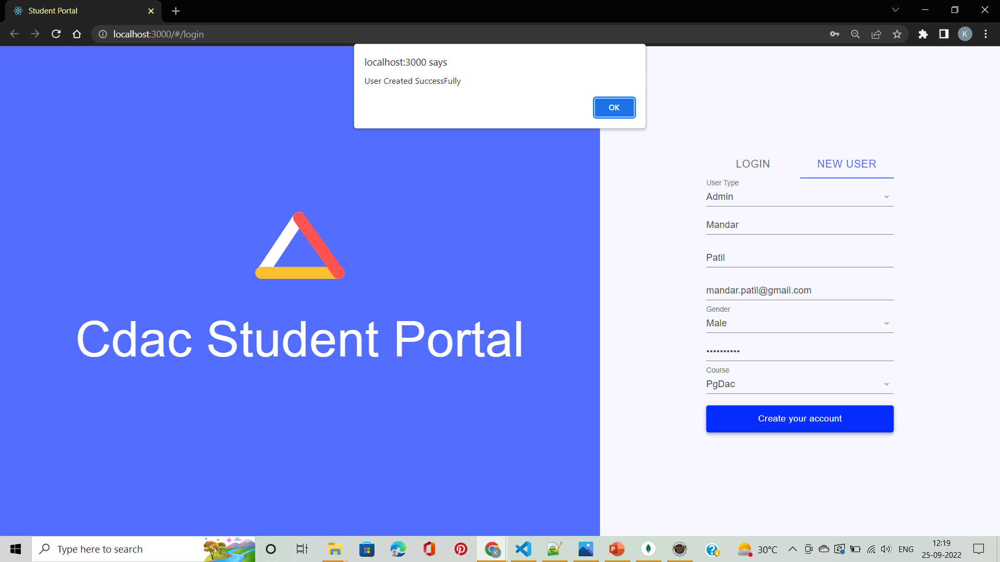 Student Portal
localhost:3000/#/login
K
localhost:3000 says
User Created SuccessFully
OK
LOGIN
NEW USER
User Type
Admin
Mandar
Patil
mandar.patil@gmail.com
Gender
Male
••••••••••
Course
PgDac
Create your account
Cdac Student Portal
Type here to search
30°C
ENG
12:19
25-09-2022